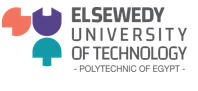 ELSEWEDY
UNIVERSITY
OF TECHNOLOGY
- POLYTECHNIC OF EGYPT -